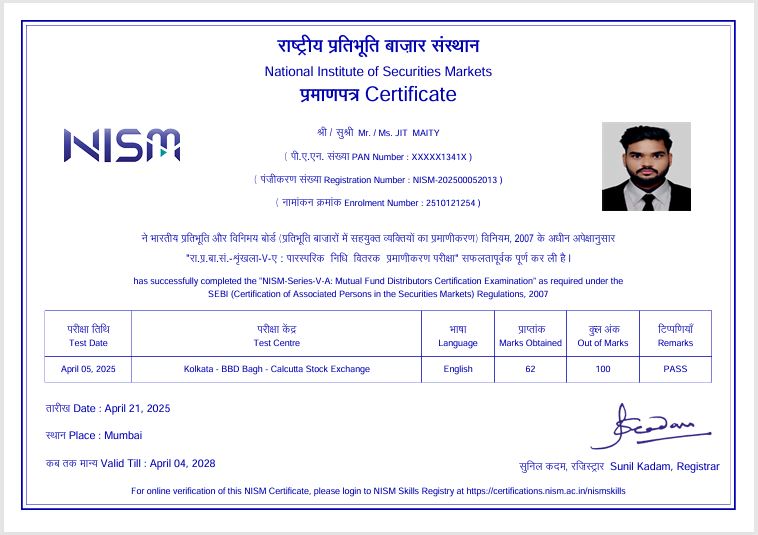 राष्ट्रीय प्रतिभूति बाज़ार संस्थान
National Institute of Securities Markets
प्रमाणपत्र Certificate
NISM
श्री / सुश्री Mr. / Ms. JIT MAITY
( पी.ए.एन. संख्या PAN Number : XXXXX1341X )
( पंजीकरण संख्या Registration Number : NISM-202500052013 )
( नामांकन क्रमांक Enrolment Number : 2510121254 )
ने भारतीय प्रतिभूति और विनिमय बोर्ड (प्रतिभूति बाजारों में सहयुक्त व्यक्तियों का प्रमाणीकरण) विनियम, 2007 के अधीन अपेक्षानुसार
"रा.प्र.बा.सं.-शृंखला-V-ए : पारस्परिक निधि वितरक प्रमाणीकरण परीक्षा" सफलतापूर्वक पूर्ण कर ली है।
has successfully completed the "NISM-Series-V-A: Mutual Fund Distributors Certification Examination" as required under the
SEBI (Certification of Associated Persons in the Securities Markets) Regulations, 2007
परीक्षा तिथि परीक्षा केंद्र भाषा प्राप्तांक कुल अंक टिप्पणियाँ
Test Date Test Centre Language Marks Obtained Out of Marks Remarks
April 05, 2025 Kolkata - BBD Bagh - Calcutta Stock Exchange English 62 100 PASS
तारीख Date : April 21, 2025
स्थान Place : Mumbai
कब तक मान्य Valid Till : April 04, 2028
सुनिल कदम, रजिस्ट्रार Sunil Kadam, Registrar
For online verification of this NISM Certificate, please login to NISM Skills Registry at https://certifications.nism.ac.in/nismskills